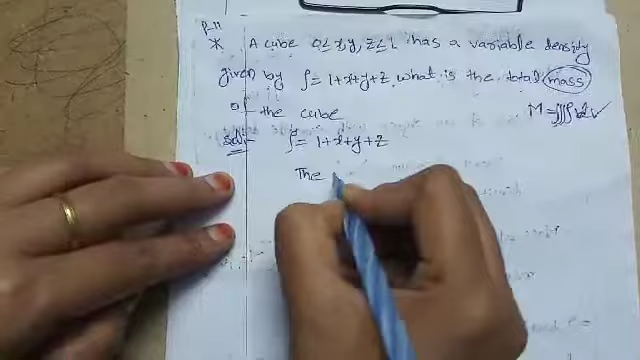 P-11
* A cube 0≤x,y,z≤1 has a variable density
given by ρ=1+x+y+z, what is the total mass
of the cube M=∭ρdv✓
sol:- ρ=1+x+y+z
The